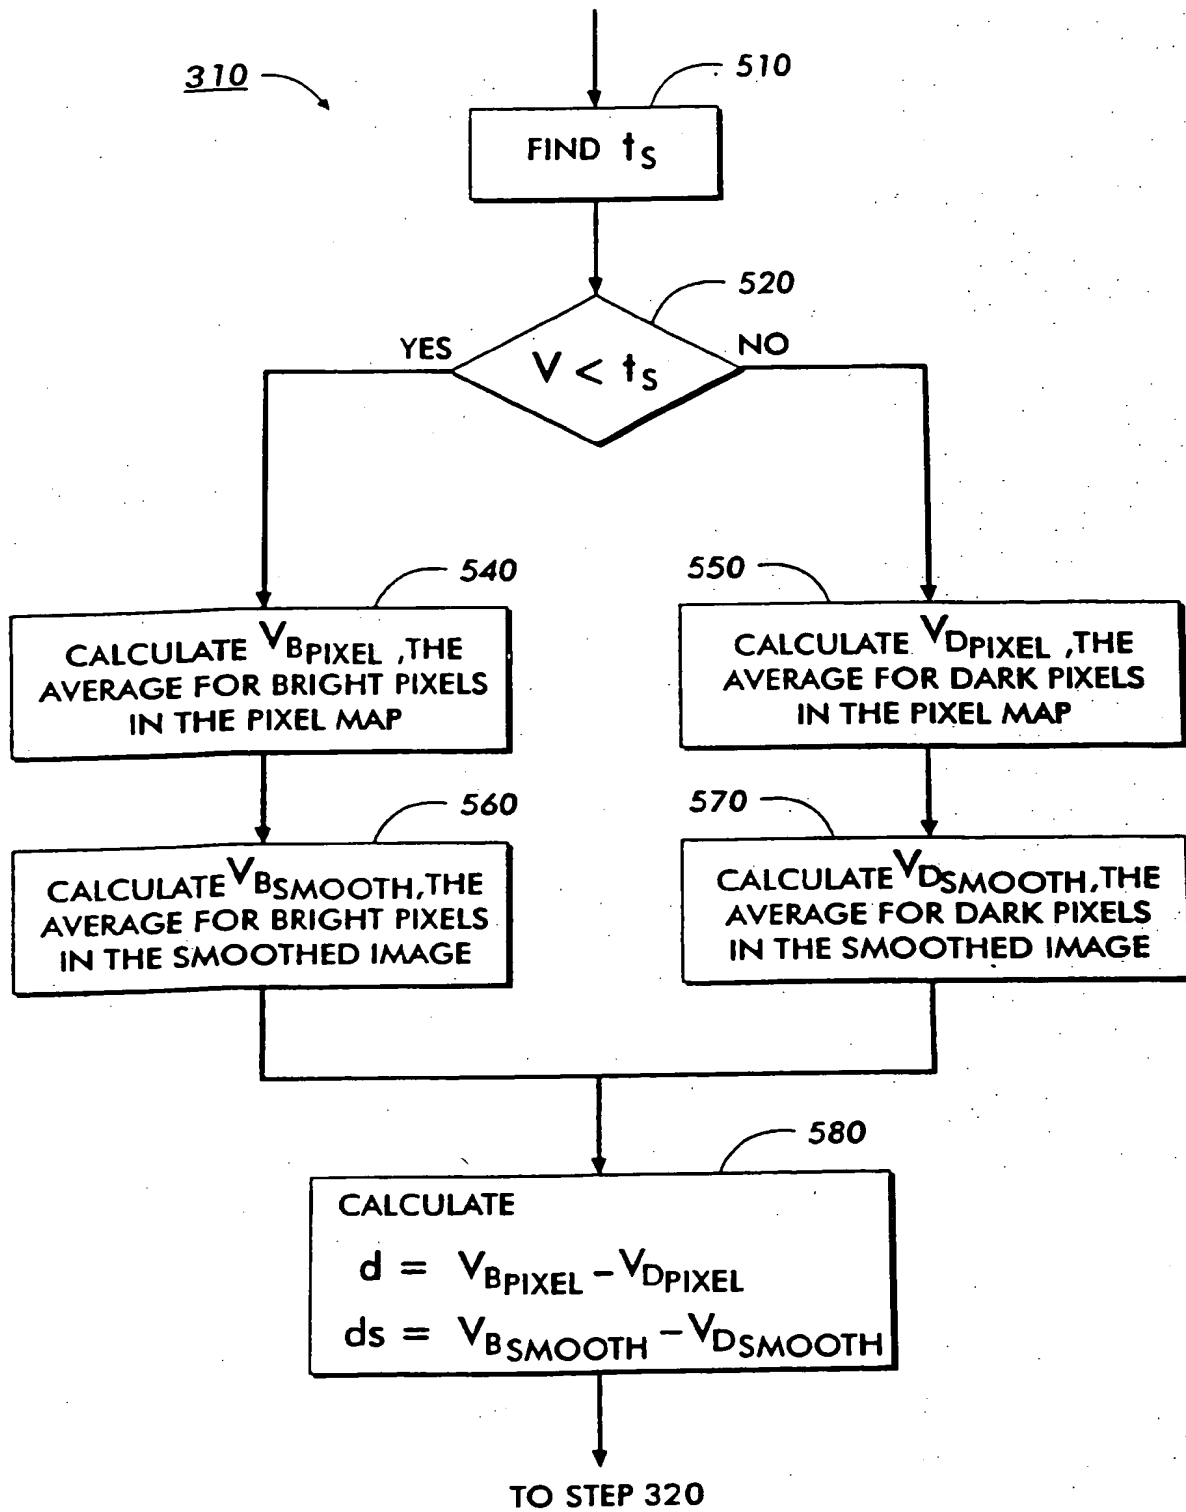 310
510
FIND tS
520
YES
V < tS
NO
540
CALCULATE VBPIXEL ,THE
AVERAGE FOR BRIGHT PIXELS
IN THE PIXEL MAP
550
CALCULATE VDPIXEL ,THE
AVERAGE FOR DARK PIXELS
IN THE PIXEL MAP
560
CALCULATE VBSMOOTH, THE
AVERAGE FOR BRIGHT PIXELS
IN THE SMOOTHED IMAGE
570
CALCULATE VDSMOOTH, THE
AVERAGE FOR DARK PIXELS
IN THE SMOOTHED IMAGE
580
CALCULATE
d = VBPIXEL - VDPIXEL
ds = VBSMOOTH - VDSMOOTH
TO STEP 320